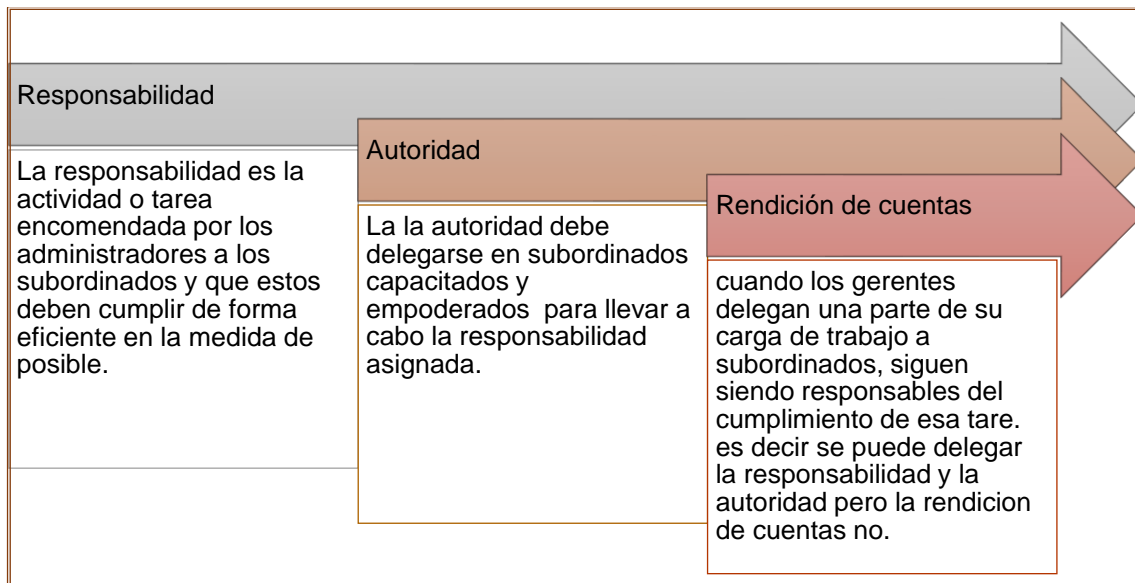 Responsabilidad
La responsabilidad es la
actividad o tarea
encomendada por los
administradores a los
subordinados y que estos
deben cumplir de forma
eficiente en la medida de
posible.
Autoridad
La la autoridad debe
delegarse en subordinados
capacitados y
empoderados para llevar a
cabo la responsabilidad
asignada.
Rendición de cuentas
cuando los gerentes
delegan una parte de su
carga de trabajo a
subordinados, siguen
siendo responsables del
cumplimiento de esa tare.
es decir se puede delegar
la responsabilidad y la
autoridad pero la rendicion
de cuentas no.